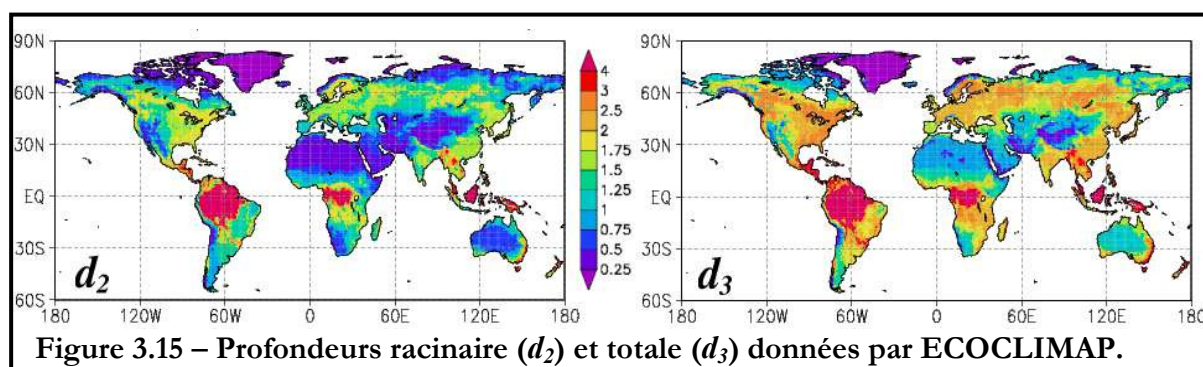 90N
60N
30N
EQ
30S
60S
180 120W 60W 0 60E 120E 180
d2
4
3
2.5
2
1.75
1.5
1.25
1
0.75
0.5
0.25
90N
60N
30N
EQ
30S
60S
180 120W 60W 0 60E 120E 180
d3
Figure 3.15 – Profondeurs racinaire (d2) et totale (d3) données par ECOCLIMAP.